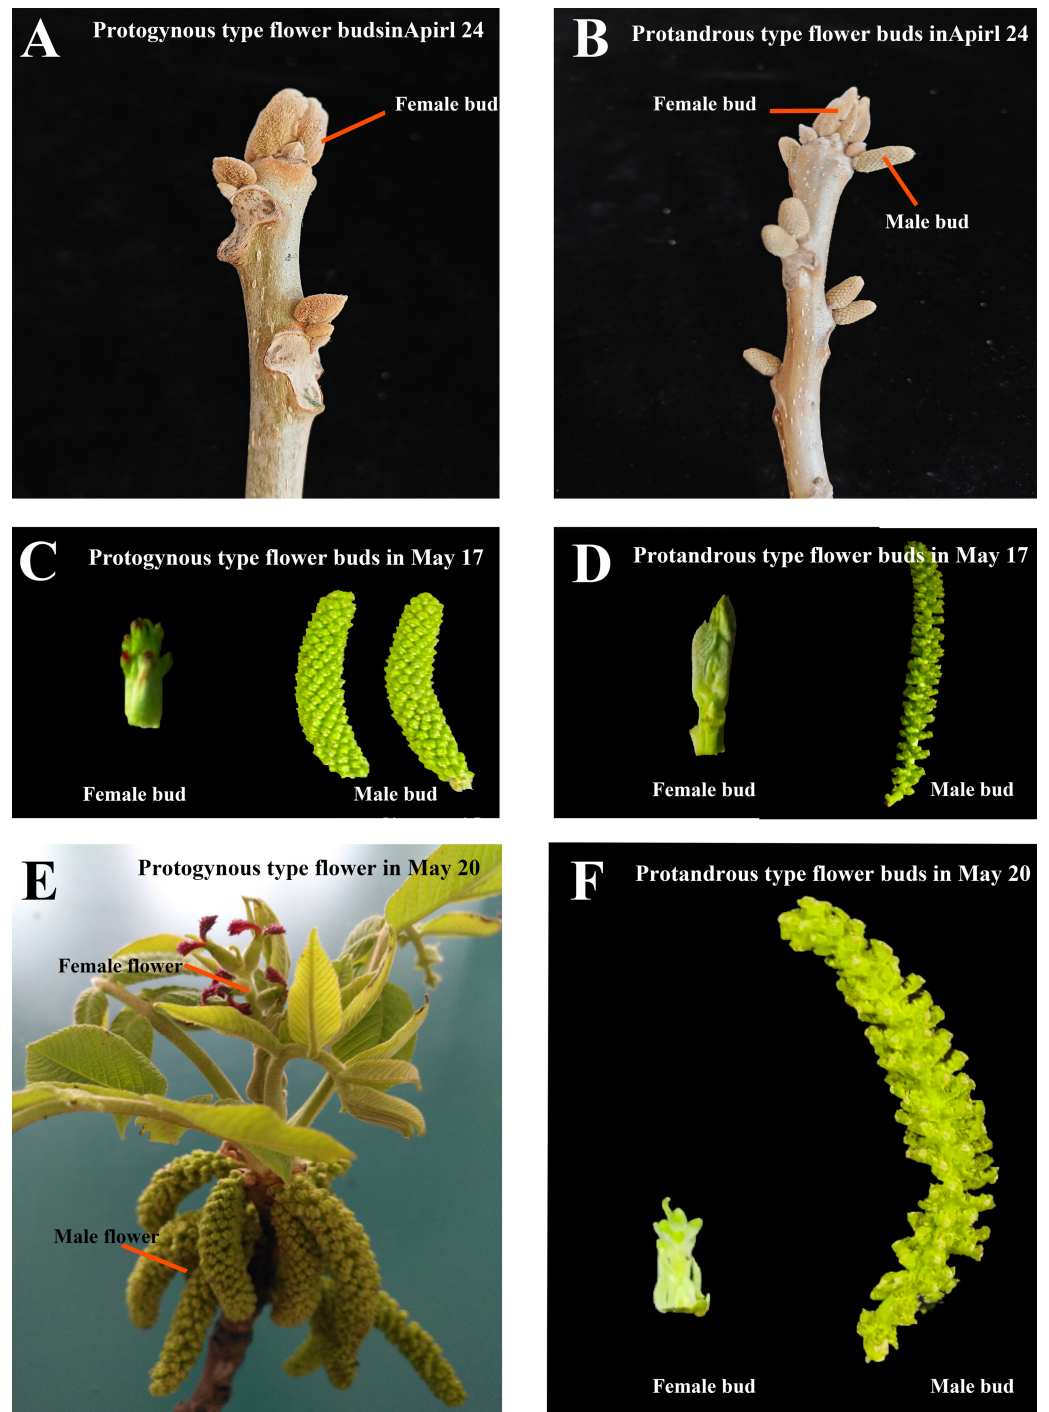 A
Protogynous type flower budsinApirl 24
Female bud
B
Protandrous type flower buds inApirl 24
Female bud
Male bud
C
Protogynous type flower buds in May 17
Female bud
Male bud
D
Protandrous type flower buds in May 17
Female bud
Male bud
E
Protogynous type flower in May 20
Female flower
Male flower
F
Protandrous type flower buds in May 20
Female bud
Male bud